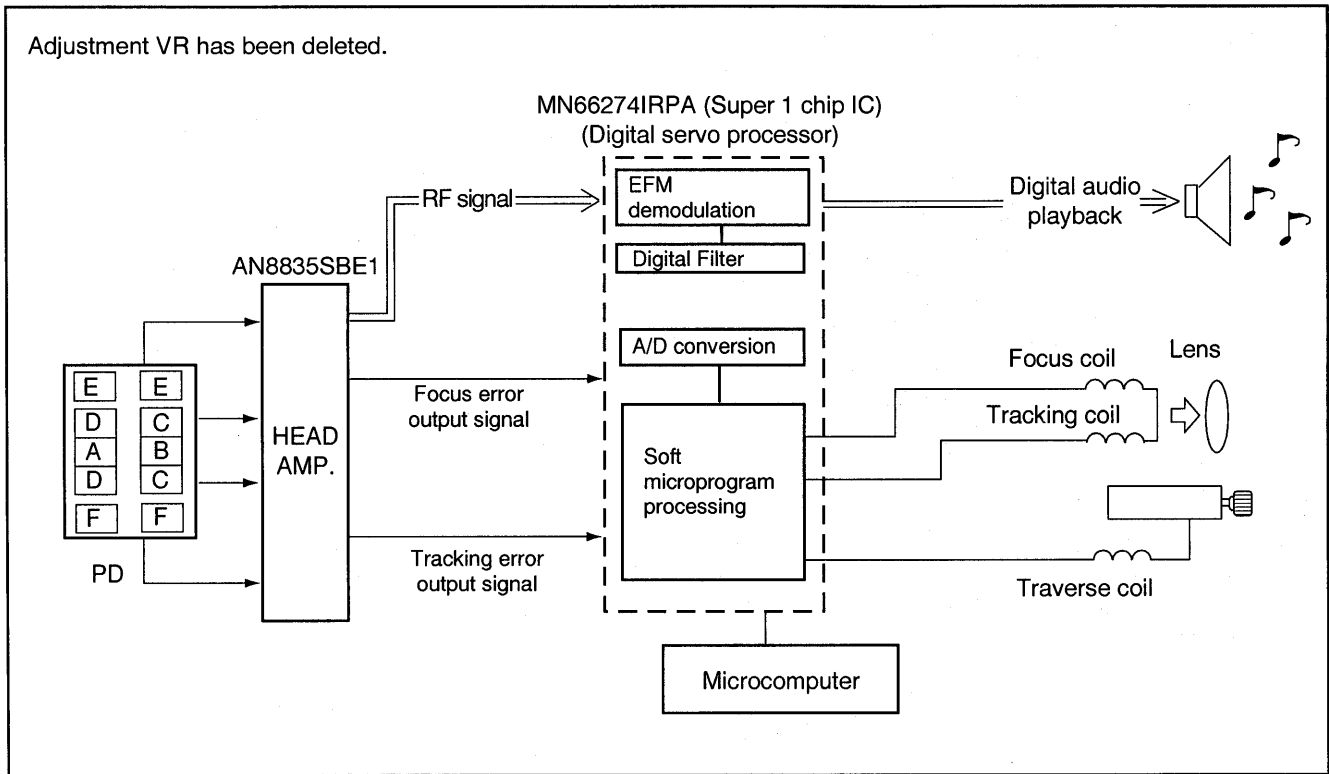 Adjustment VR has been deleted.
MN66274IRPA (Super 1 chip IC)
(Digital servo processor)
RF signal
EFM
demodulation
Digital Filter
Digital audio
playback
AN8835SBE1
HEAD
AMP.
E E
D C
A B
D C
F F
PD
Focus error
output signal
Tracking error
output signal
A/D conversion
Soft
microprogram
processing
Focus coil
Lens
Tracking coil
Traverse coil
Microcomputer